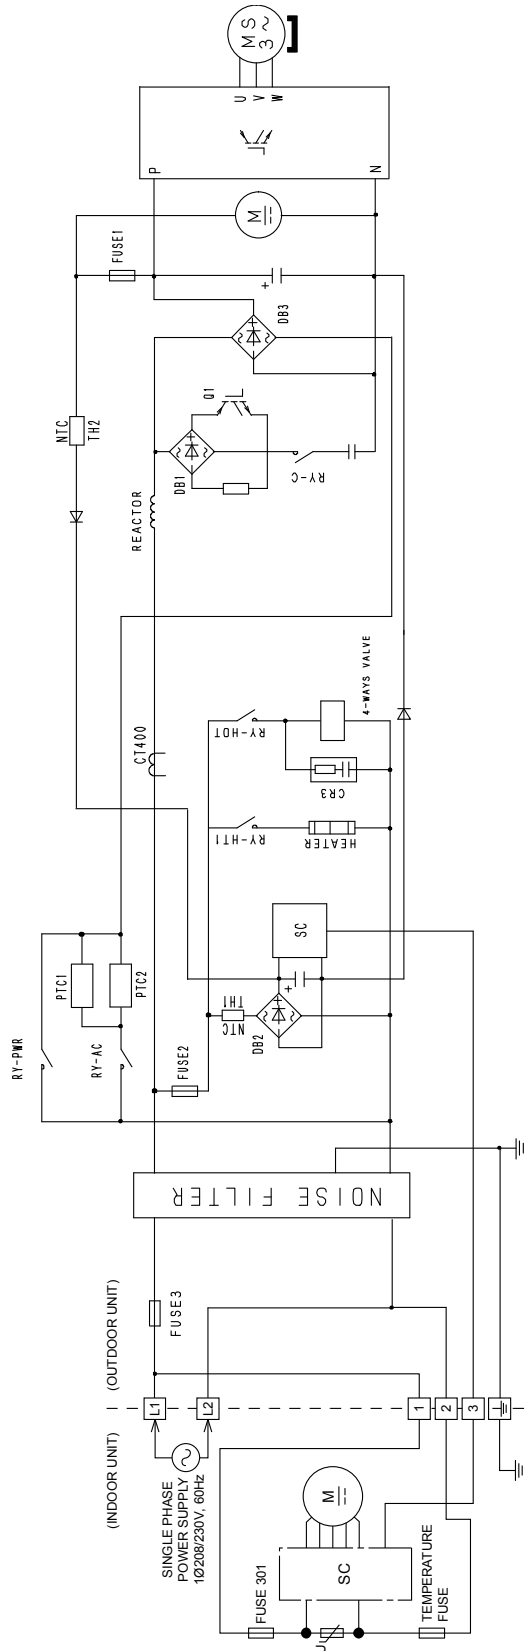 MS
3 ~
U
V
W
P
N
M
FUSE1
+
DB3
NTC
TH2
Q1
DB1
RY-C
REACTOR
4-WAYS VALVE
RY-HOT
CR3
CT400
RY-HT1
HEATER
SC
+
PTC1
PTC2
NTC
TH1
DB2
RY-PWR
RY-AC
FUSE2
NOISE FILTER
FUSE3
(OUTDOOR UNIT)
(INDOOR UNIT)
L1
L2
1
2
3
SINGLE PHASE
POWER SUPPLY
1Ø208/230V, 60Hz
M
SC
FUSE 301
U
TEMPERATURE
FUSE